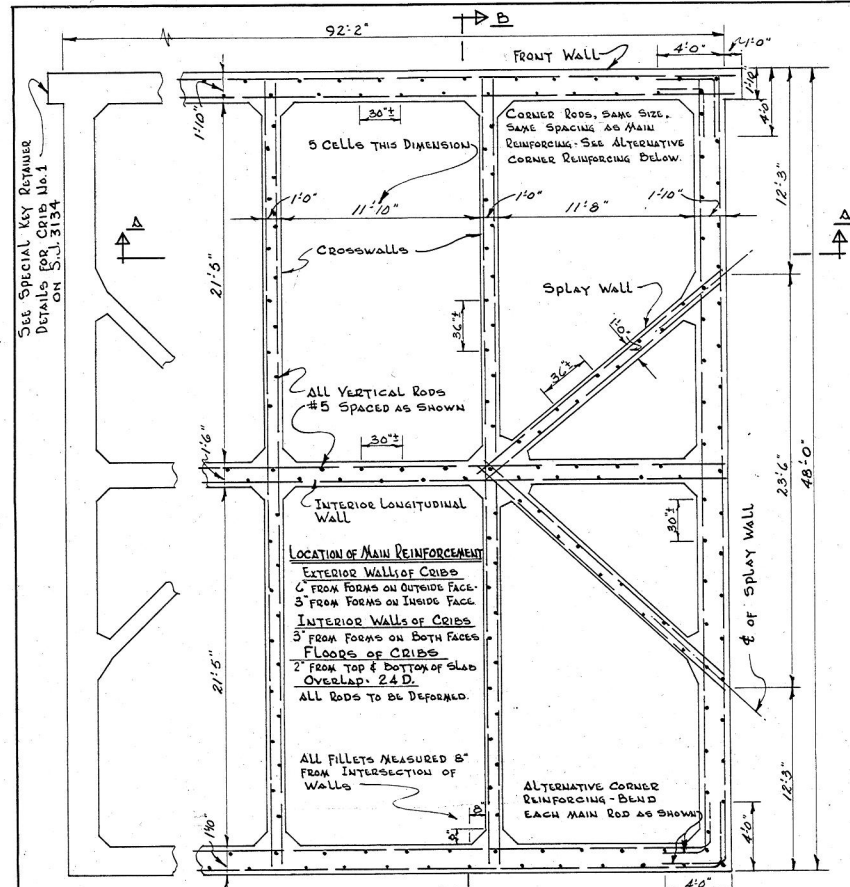 92'-2"
B
FRONT WALL
4'-0"
1'-0"
1'-10"
1'-10"
4'-0"
30"±
CORNER RODS, SAME SIZE,
SAME SPACING AS MAIN
REINFORCING. SEE ALTERNATIVE
CORNER REINFORCING BELOW.
5 CELLS THIS DIMENSION
SEE SPECIAL KEY RETAINER
DETAILS FOR CRIB No.1
ON S.J. 3134
12'-3"
1'-0"
11'-10"
1'-0"
11'-8"
1'-10"
A
A
CROSSWALLS
21'-5"
SPLAY WALL
36"±
1'-0"
36"±
ALL VERTICAL RODS
#5 SPACED AS SHOWN
1'-6"
30"±
23'-6"
48'-0"
INTERIOR LONGITUDINAL
WALL
30"±
LOCATION OF MAIN REINFORCEMENT
EXTERIOR WALLS OF CRIBS
6" FROM FORMS ON OUTSIDE FACE.
3" FROM FORMS ON INSIDE FACE
INTERIOR WALLS OF CRIBS
3" FROM FORMS ON BOTH FACES
FLOORS OF CRIBS
2" FROM TOP & BOTTOM OF SLAB
OVERLAP. 24 D.
ALL RODS TO BE DEFORMED.
℄ OF SPLAY WALL
21'-5"
ALL FILLETS MEASURED 8"
FROM INTERSECTION OF
WALLS
8"
8"
ALTERNATIVE CORNER
REINFORCING - BEND
EACH MAIN ROD AS SHOWN
12'-3"
4'-0"
4'-0"